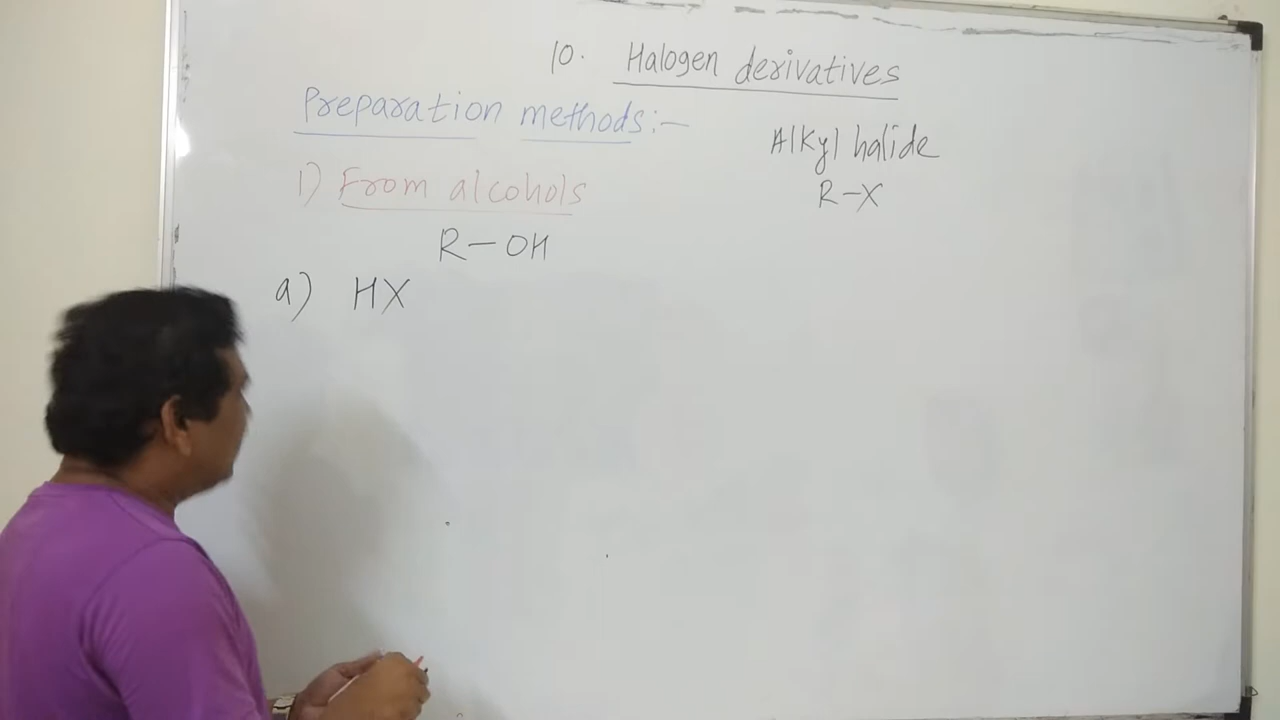 10. Halogen derivatives
Preparation methods:-
Alkyl halide
R-X
1) From alcohols
R-OH
a) HX